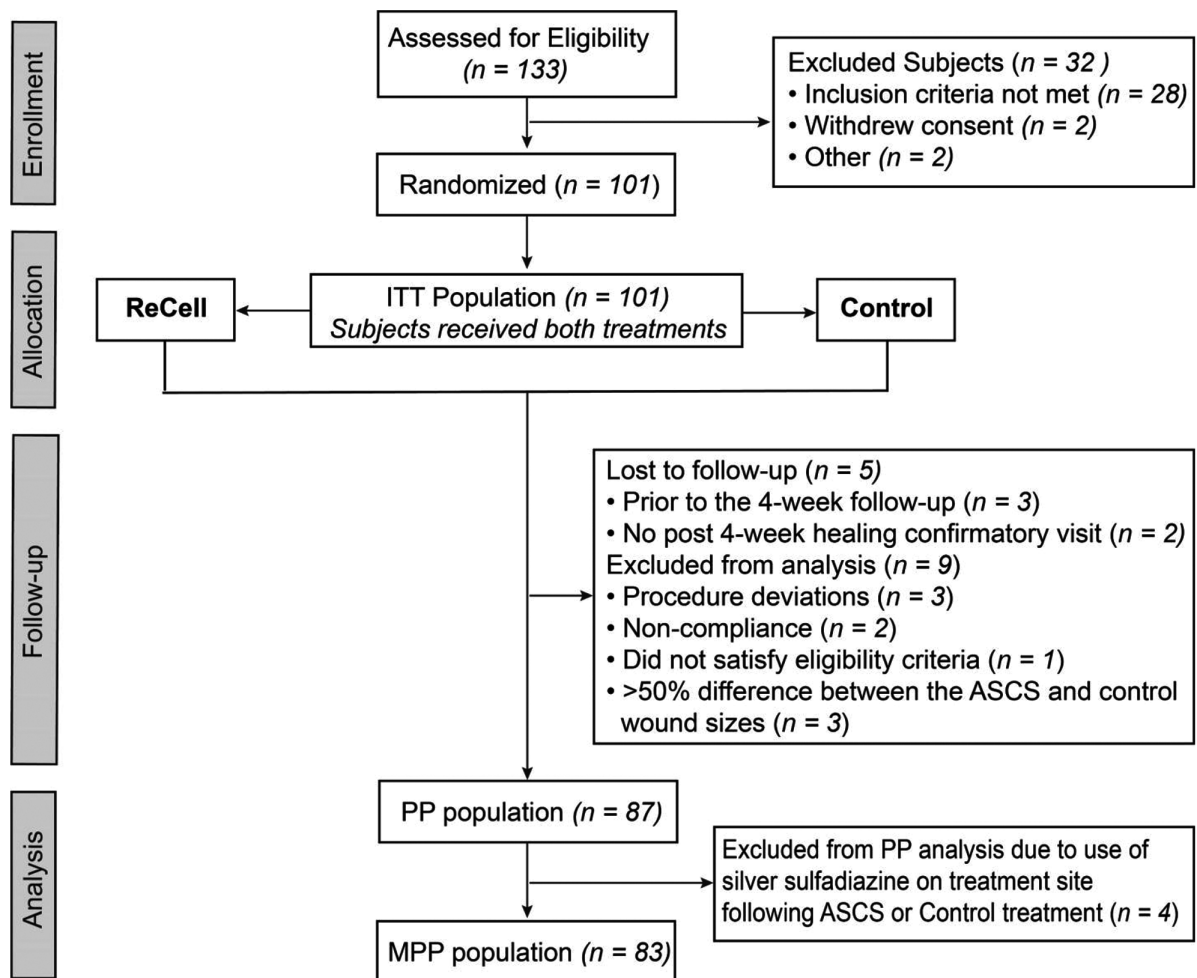 Enrollment
Assessed for Eligibility
(n = 133)
Excluded Subjects (n = 32 )
• Inclusion criteria not met (n = 28)
• Withdrew consent (n = 2)
• Other (n = 2)
Randomized (n = 101)
Allocation
ReCell
ITT Population (n = 101)
Subjects received both treatments
Control
Follow-up
Lost to follow-up (n = 5)
• Prior to the 4-week follow-up (n = 3)
• No post 4-week healing confirmatory visit (n = 2)
Excluded from analysis (n = 9)
• Procedure deviations (n = 3)
• Non-compliance (n = 2)
• Did not satisfy eligibility criteria (n = 1)
• >50% difference between the ASCS and control
wound sizes (n = 3)
Analysis
PP population (n = 87)
Excluded from PP analysis due to use of
silver sulfadiazine on treatment site
following ASCS or Control treatment (n = 4)
MPP population (n = 83)